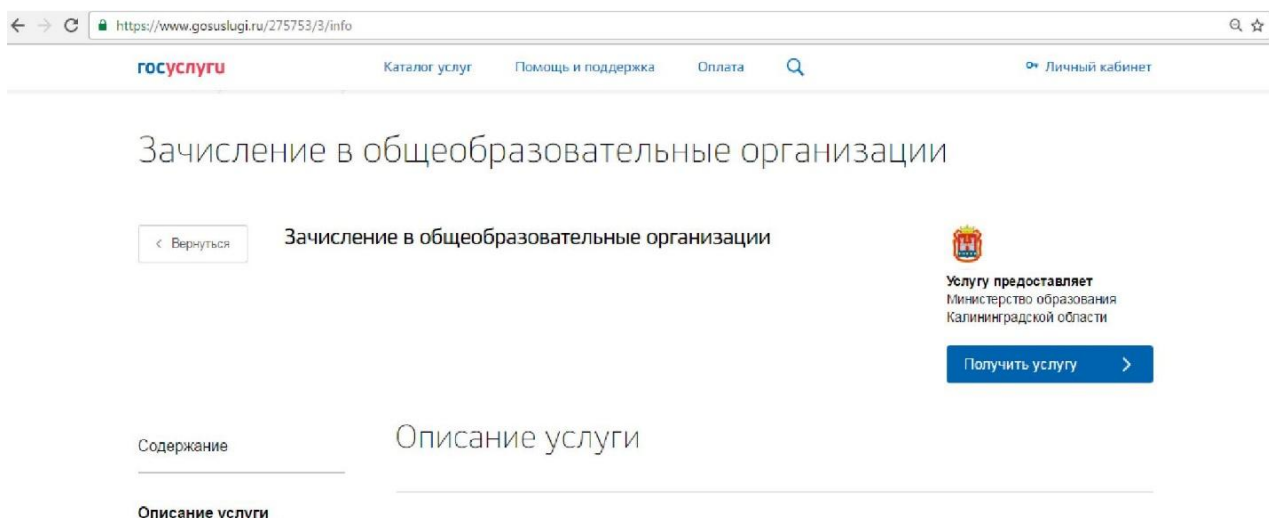 https://www.gosuslugi.ru/275753/3/info
госуслуги Каталог услуг Помощь и поддержка Оплата Личный кабинет
Зачисление в общеобразовательные организации
< Вернуться Зачисление в общеобразовательные организации
Услугу предоставляет
Министерство образования
Калининградской области
Получить услугу >
Содержание Описание услуги
Описание услуги